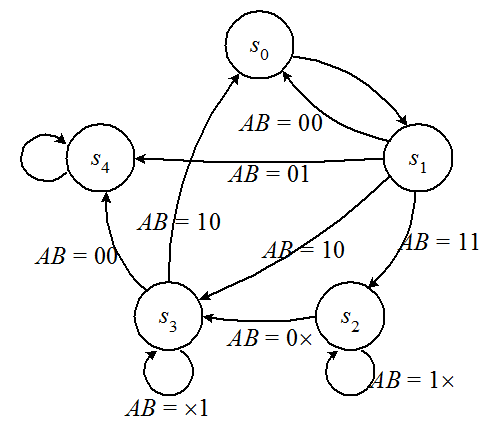 s0
AB = 00
s4
s1
AB = 01
AB = 10
AB = 10
AB = 11
AB = 00
s3
s2
AB = 0×
AB = 1×
AB = ×1